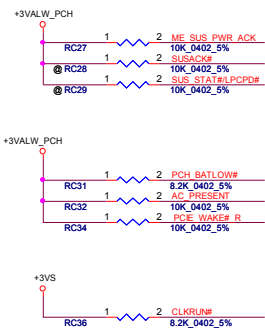 +3VALW_PCH
1 2 ME_SUS_PWR_ACK
RC27 10K_0402_5%
1 2 SUSACK#
@ RC28 10K_0402_5%
1 2 SUS_STAT#/LPCPD#
@ RC29 10K_0402_5%
+3VALW_PCH
1 2 PCH_BATLOW#
RC31 8.2K_0402_5%
1 2 AC_PRESENT
RC32 10K_0402_5%
1 2 PCIE_WAKE#_R
RC34 10K_0402_5%
+3VS
1 2 CLKRUN#
RC36 8.2K_0402_5%